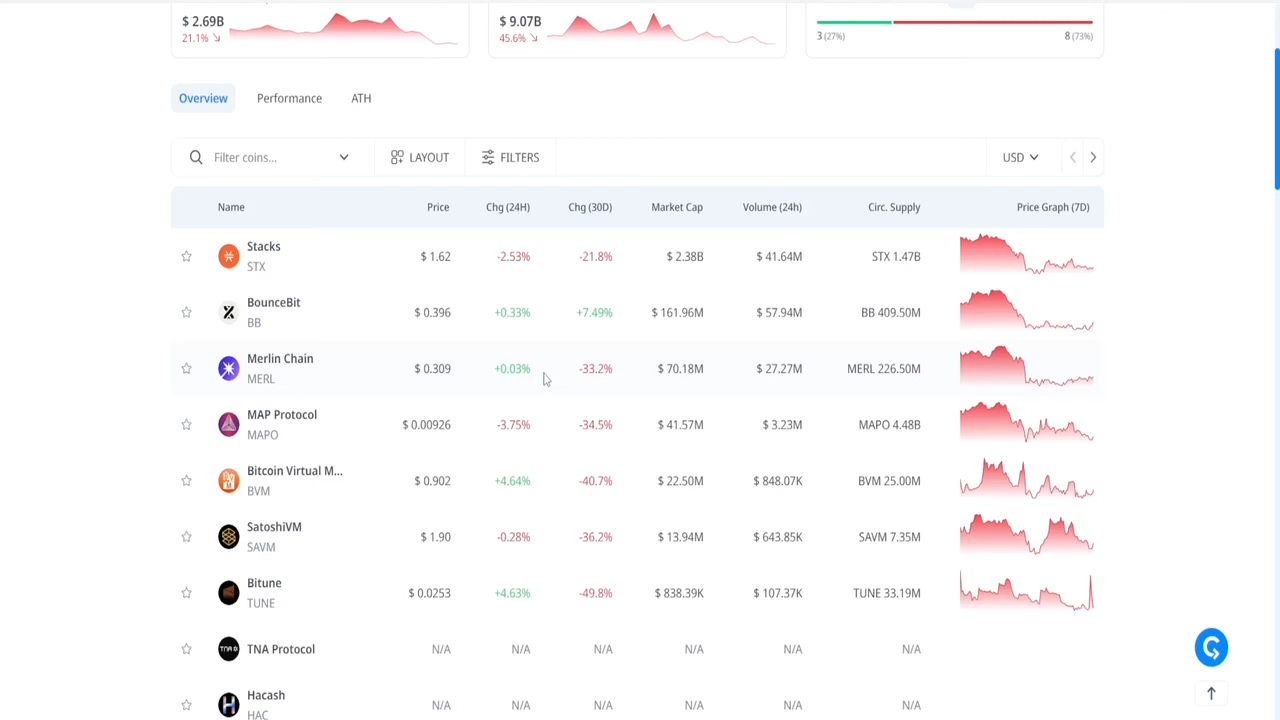 $ 2.69B
21.1%
$ 9.07B
45.6%
3 (27%) 8 (73%)
Overview Performance ATH
Filter coins... LAYOUT FILTERS USD
Name Price Chg (24H) Chg (30D) Market Cap Volume (24h) Circ. Supply Price Graph (7D)
Stacks
STX
$ 1.62 -2.53% -21.8% $ 2.38B $ 41.64M STX 1.47B
BounceBit
BB
$ 0.396 +0.33% +7.49% $ 161.96M $ 57.94M BB 409.50M
Merlin Chain
MERL
$ 0.309 +0.03% -33.2% $ 70.18M $ 27.27M MERL 226.50M
MAP Protocol
MAPO
$ 0.00926 -3.75% -34.5% $ 41.57M $ 3.23M MAPO 4.48B
Bitcoin Virtual M...
BVM
$ 0.902 +4.64% -40.7% $ 22.50M $ 848.07K BVM 25.00M
SatoshiVM
SAVM
$ 1.90 -0.28% -36.2% $ 13.94M $ 643.85K SAVM 7.35M
Bitune
TUNE
$ 0.0253 +4.63% -49.8% $ 838.39K $ 107.37K TUNE 33.19M
TNA Protocol N/A N/A N/A N/A N/A N/A
Hacash
HAC
N/A N/A N/A N/A N/A N/A